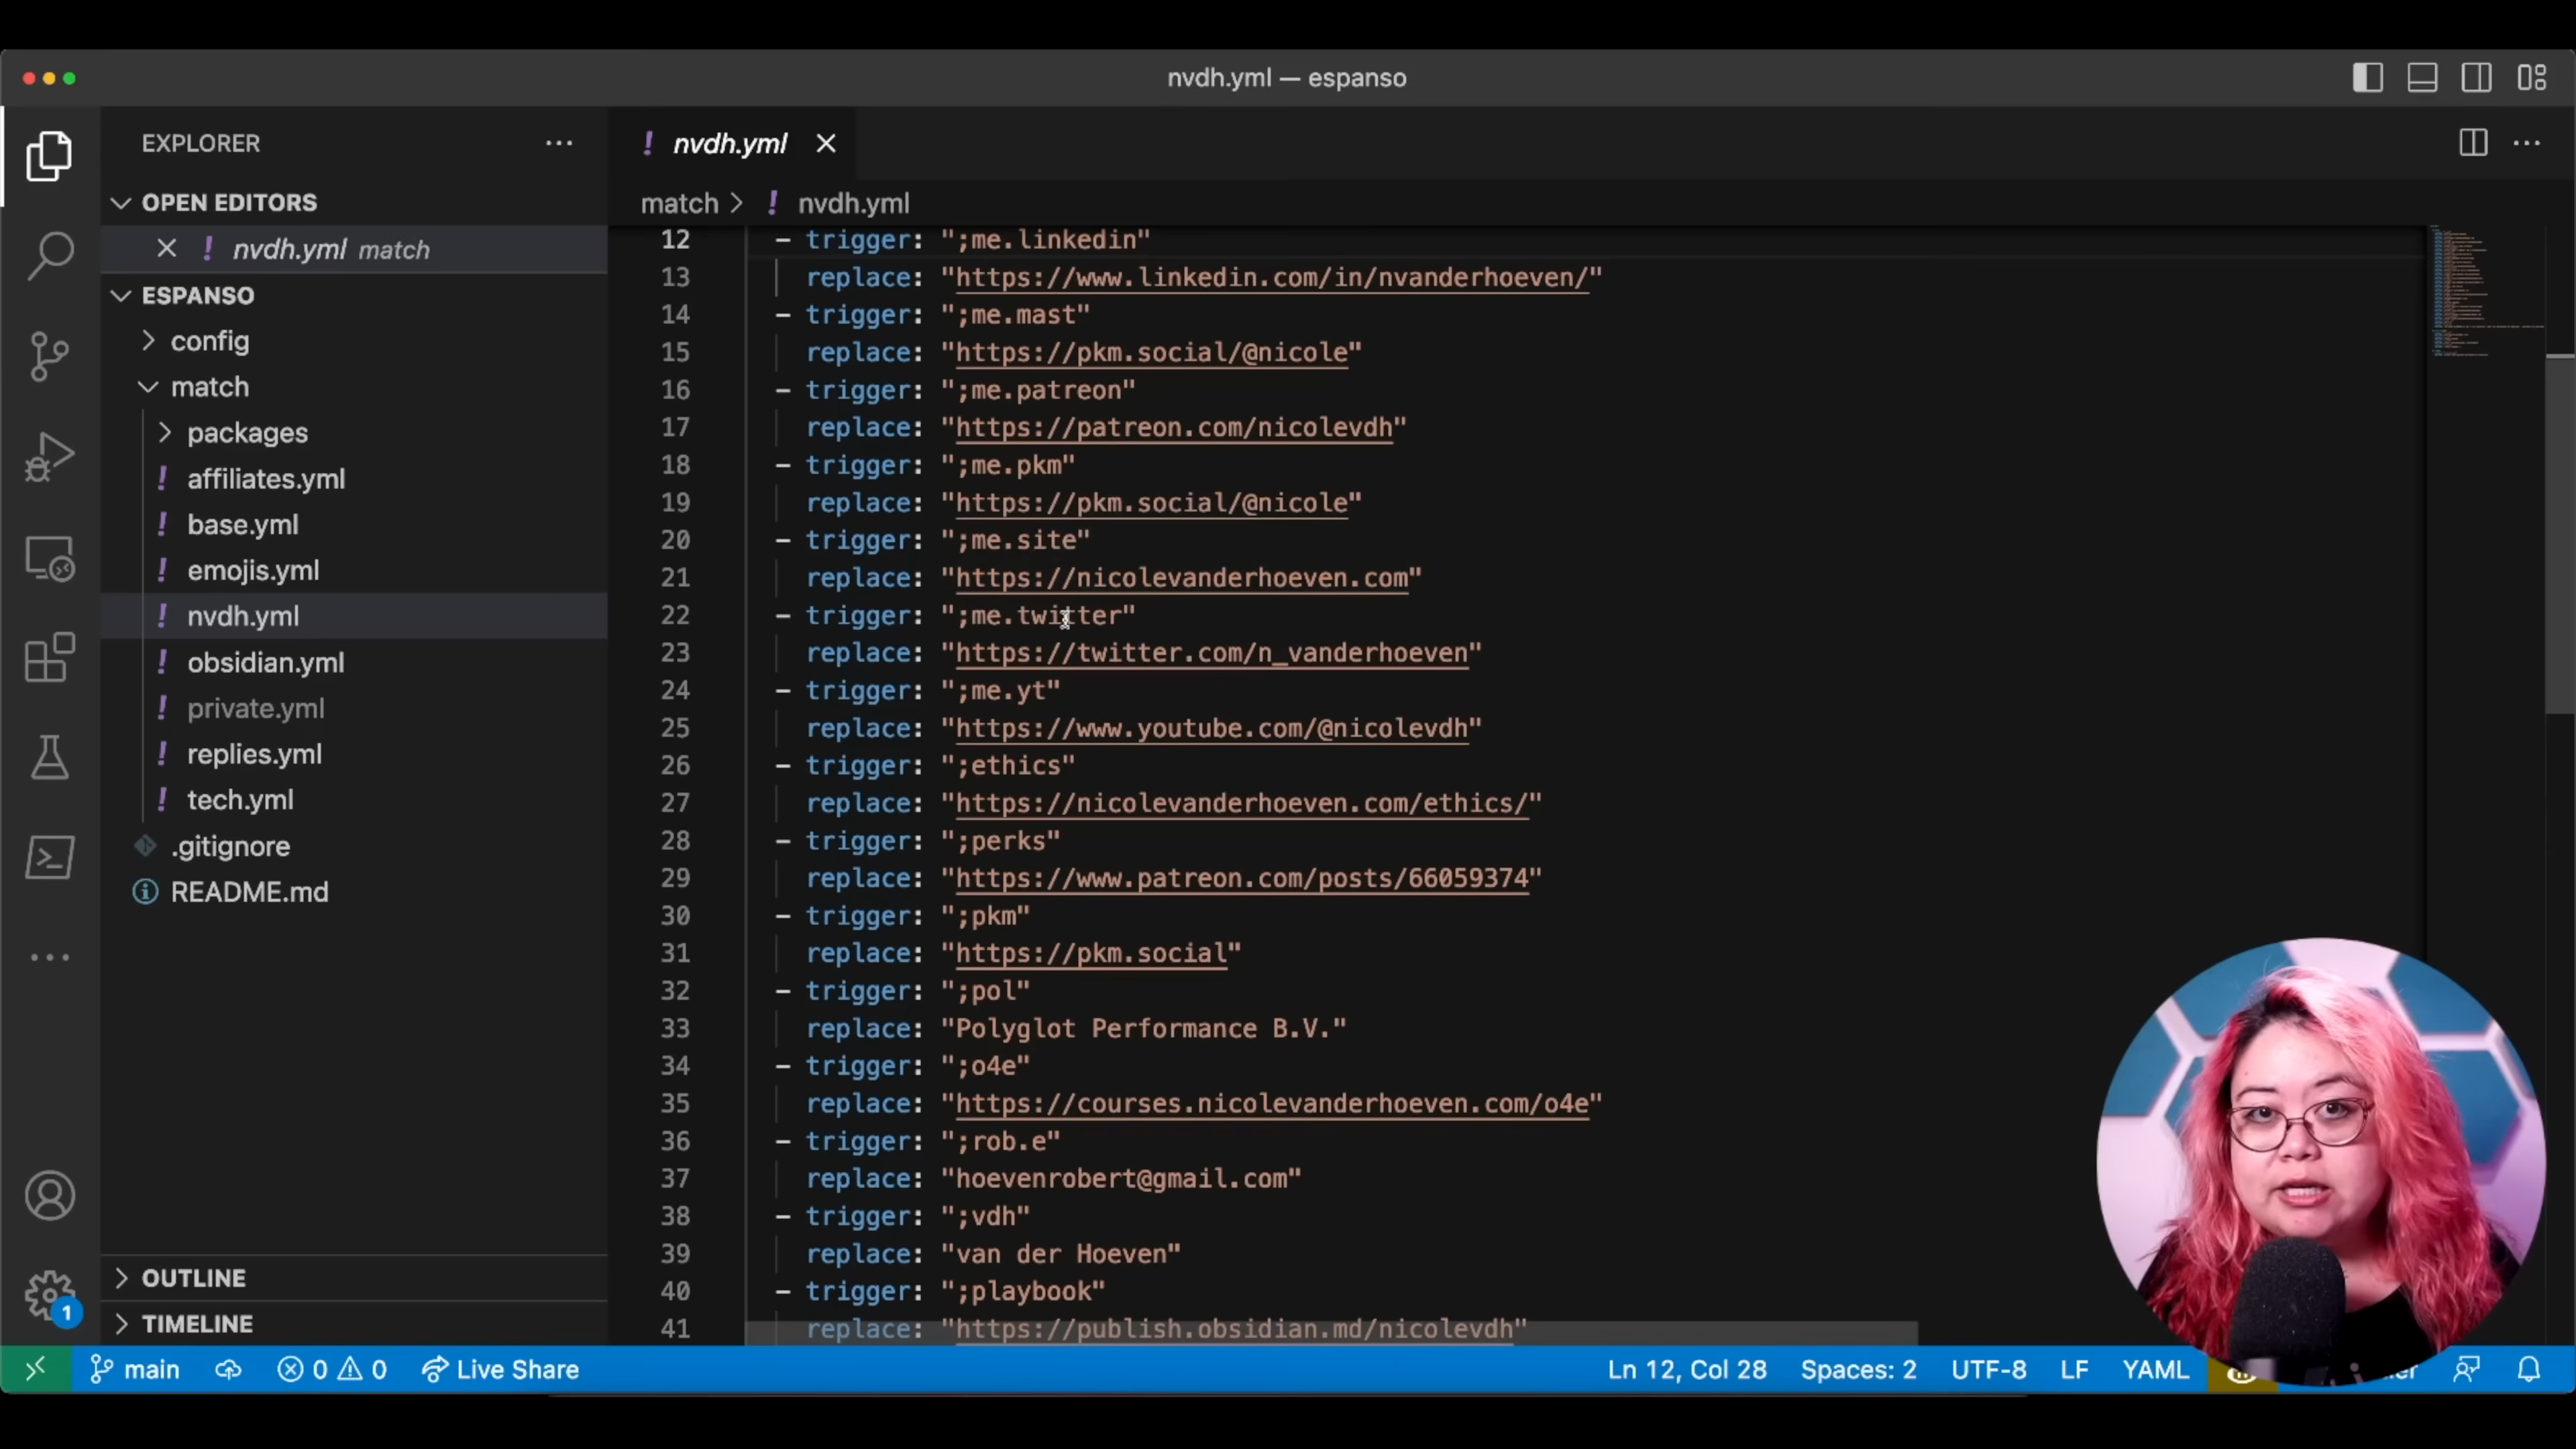 nvdh.yml — espanso
EXPLORER
nvdh.yml
OPEN EDITORS
match > nvdh.yml
nvdh.yml match
ESPANSO
config
match
packages
affiliates.yml
base.yml
emojis.yml
nvdh.yml
obsidian.yml
private.yml
replies.yml
tech.yml
.gitignore
README.md
OUTLINE
TIMELINE
12 - trigger: ";me.linkedin"
13 replace: "https://www.linkedin.com/in/nvanderhoeven/"
14 - trigger: ";me.mast"
15 replace: "https://pkm.social/@nicole"
16 - trigger: ";me.patreon"
17 replace: "https://patreon.com/nicolevdh"
18 - trigger: ";me.pkm"
19 replace: "https://pkm.social/@nicole"
20 - trigger: ";me.site"
21 replace: "https://nicolevanderhoeven.com"
22 - trigger: ";me.twitter"
23 replace: "https://twitter.com/n_vanderhoeven"
24 - trigger: ";me.yt"
25 replace: "https://www.youtube.com/@nicolevdh"
26 - trigger: ";ethics"
27 replace: "https://nicolevanderhoeven.com/ethics/"
28 - trigger: ";perks"
29 replace: "https://www.patreon.com/posts/66059374"
30 - trigger: ";pkm"
31 replace: "https://pkm.social"
32 - trigger: ";pol"
33 replace: "Polyglot Performance B.V."
34 - trigger: ";o4e"
35 replace: "https://courses.nicolevanderhoeven.com/o4e"
36 - trigger: ";rob.e"
37 replace: "hoevenrobert@gmail.com"
38 - trigger: ";vdh"
39 replace: "van der Hoeven"
40 - trigger: ";playbook"
41 replace: "https://publish.obsidian.md/nicolevdh"
1
main 0 0 Live Share Ln 12, Col 28 Spaces: 2 UTF-8 LF YAML